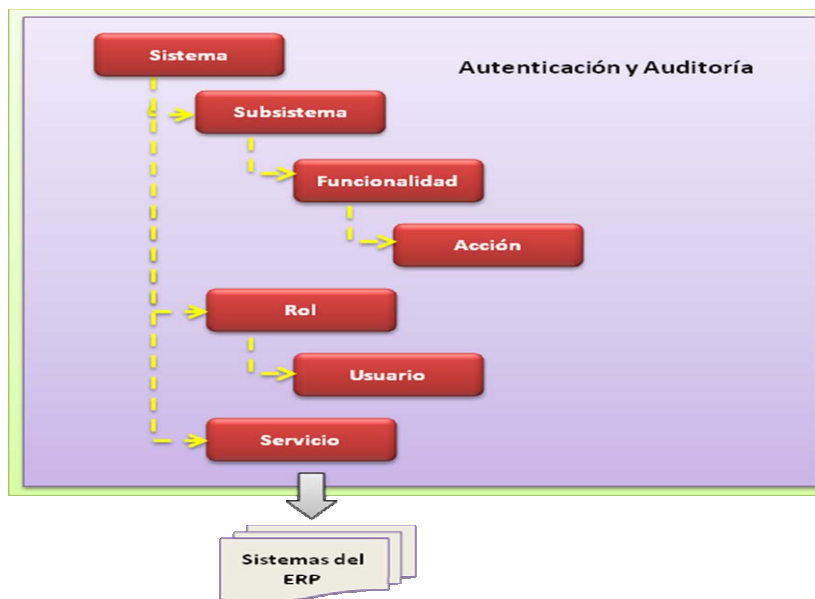 Sistema
Autenticación y Auditoría
Subsistema
Funcionalidad
Acción
Rol
Usuario
Servicio
Sistemas del
ERP